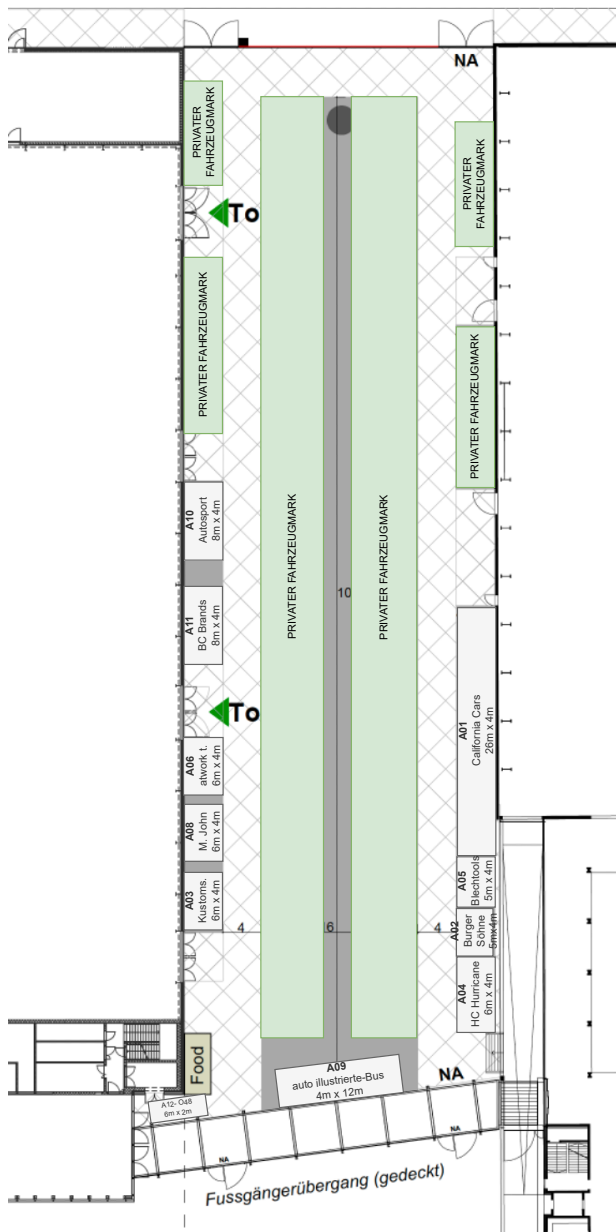 NA
PRIVATER
FAHRZEUGMARK
PRIVATER
FAHRZEUGMARK
To
PRIVATER FAHRZEUGMARK
PRIVATER FAHRZEUGMARK
PRIVATER FAHRZEUGMARK
PRIVATER FAHRZEUGMARK
A10
Autosport
8m x 4m
10
A11
BC Brands
8m x 4m
To
A01
California Cars
26m x 4m
A06
atwork t.
6m x 4m
A08
M. John
6m x 4m
A03
Kustoms.
6m x 4m
A05
Blechtools
5m x 4m
4
6
4
A02
Burger
Söhne
5mx4m
A04
HC Hurricane
6m x 4m
Food
A09
auto illustrierte-Bus
4m x 12m
NA
A12- O48
6m x 2m
NA
NA
Fussgängerübergang (gedeckt)